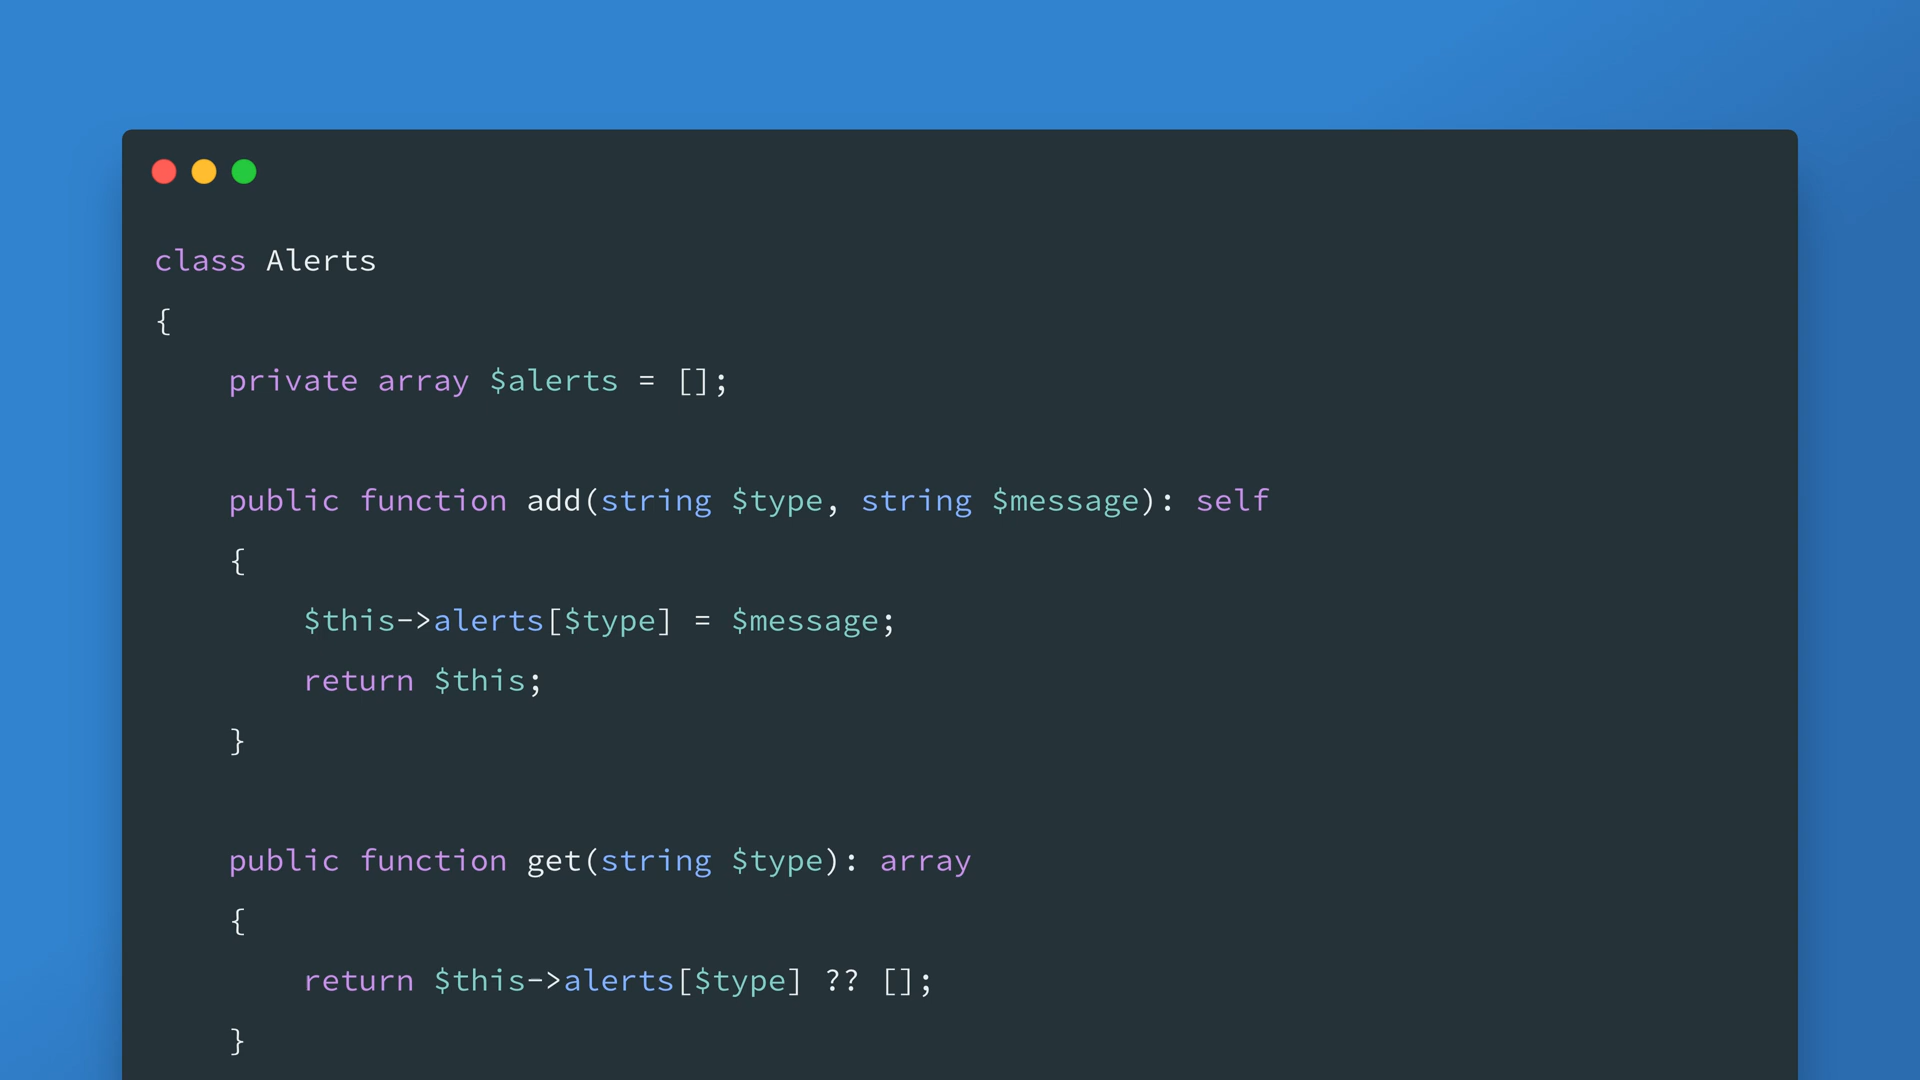 class Alerts
{
    private array $alerts = [];

    public function add(string $type, string $message): self
    {
        $this->alerts[$type] = $message;
        return $this;
    }

    public function get(string $type): array
    {
        return $this->alerts[$type] ?? [];
    }